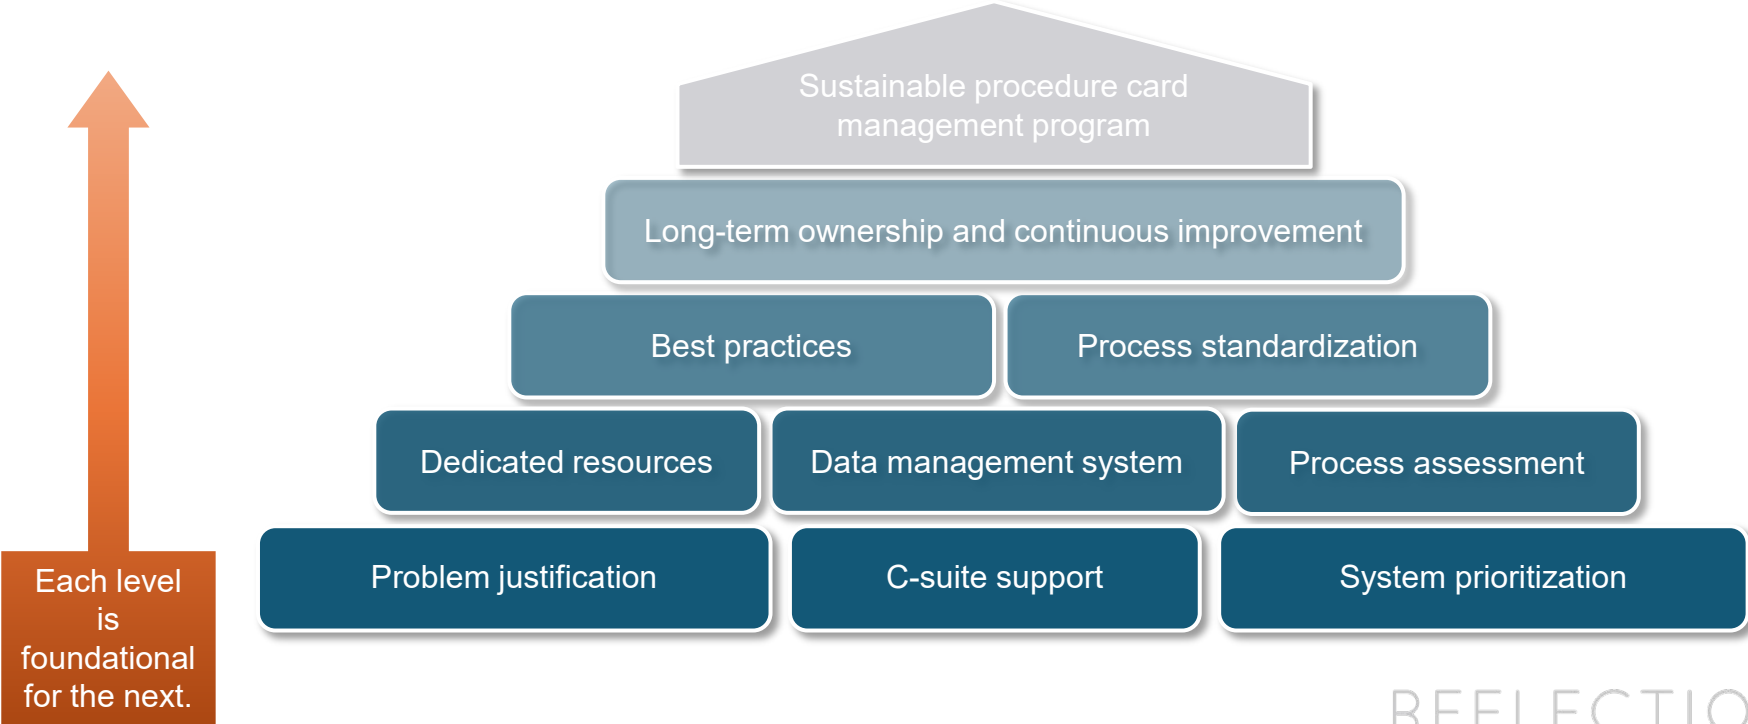 Sustainable procedure card
management program
Long-term ownership and continuous improvement
Best practices
Process standardization
Dedicated resources
Data management system
Process assessment
Problem justification
C-suite support
System prioritization
Each level
is
foundational
for the next.